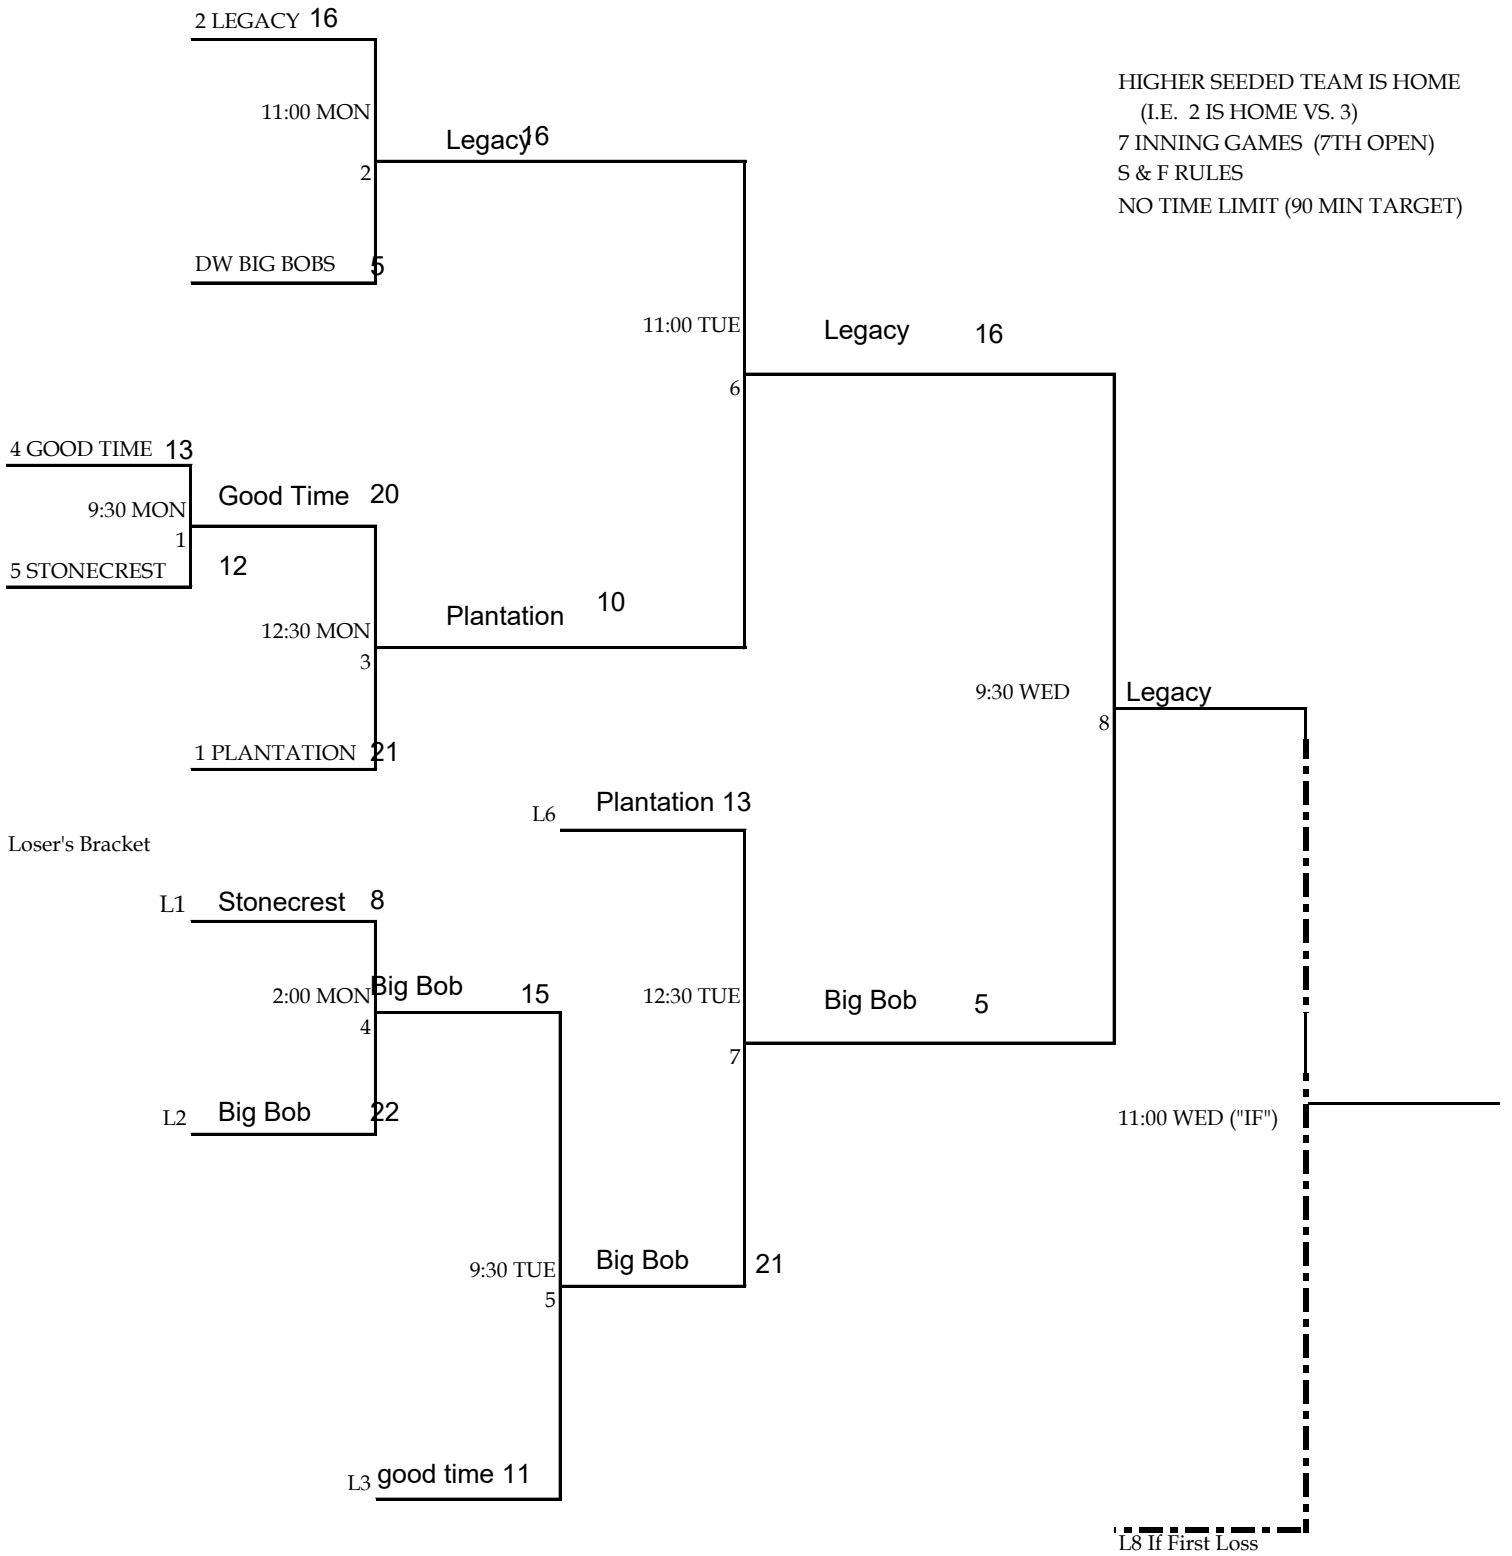 2 LEGACY 16
HIGHER SEEDED TEAM IS HOME
(I.E. 2 IS HOME VS. 3)
7 INNING GAMES (7TH OPEN)
S & F RULES
NO TIME LIMIT (90 MIN TARGET)
11:00 MON
2
Legacy 16
DW BIG BOBS 5
11:00 TUE
6
Legacy 16
4 GOOD TIME 13
9:30 MON
1
Good Time 20
5 STONECREST 12
12:30 MON
3
Plantation 10
1 PLANTATION 21
9:30 WED
8
Legacy
L6 Plantation 13
Loser's Bracket
L1 Stonecrest 8
2:00 MON
4
Big Bob 15
12:30 TUE
7
Big Bob 5
L2 Big Bob 22
11:00 WED ("IF")
9:30 TUE
5
Big Bob 21
L3 good time 11
L8 If First Loss